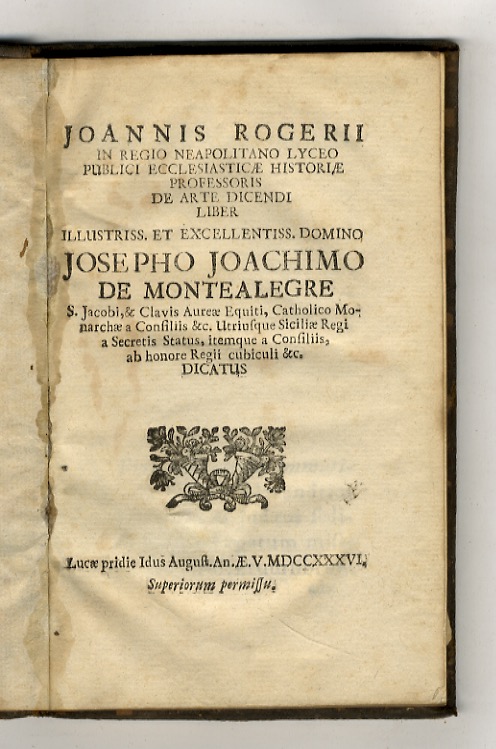 JOANNIS ROGERII
IN REGIO NEAPOLITANO LYCEO
PUBLICI ECCLESIASTICÆ HISTORIÆ
PROFESSORIS
DE ARTE DICENDI
LIBER
ILLUSTRISS. ET EXCELLENTISS. DOMINO
JOSEPHO JOACHIMO
DE MONTEALEGRE
S. Jacobi, & Clavis Aureæ Equiti, Catholico Mo-
narchæ a Conſiliis &c. Utriuſque Siciliæ Regi
a Secretis Status, itemque a Conſiliis,
ab honore Regii cubiculi &c.
DICATUS
Lucæ pridie Idus Auguſt. An. Æ. V. MDCCXXXVI.
Superiorum permiſſu.